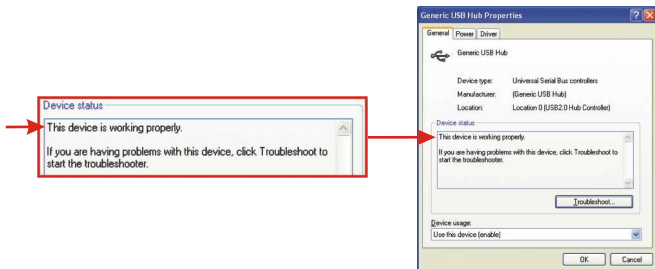 Device status
This device is working properly.
If you are having problems with this device, click Troubleshoot to
start the troubleshooter.
Generic USB Hub Properties
General Power Driver
Generic USB Hub
Device type: Universal Serial Bus controllers
Manufacturer: (Generic USB Hub)
Location: Location 0 (USB2.0 Hub Controller)
Device status
This device is working properly.
If you are having problems with this device, click Troubleshoot to
start the troubleshooter.
Troubleshoot...
Device usage:
Use this device (enable)
OK Cancel